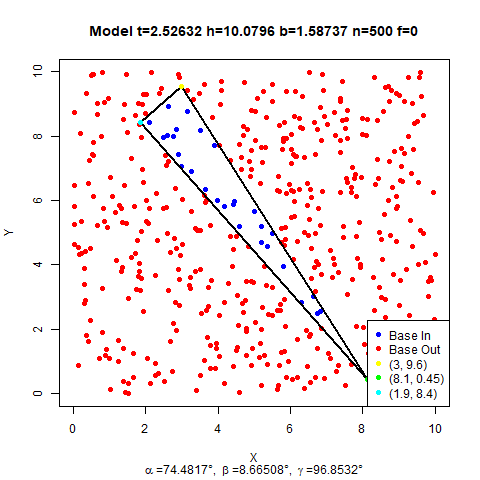 Model t=2.52632 h=10.0796 b=1.58737 n=500 f=0
10
8
6
4
2
0
Y
Base In
Base Out
(3, 9.6)
(8.1, 0.45)
(1.9, 8.4)
0 2 4 6 8 10
X
α=74.4817°, β=8.66508°, γ=96.8532°